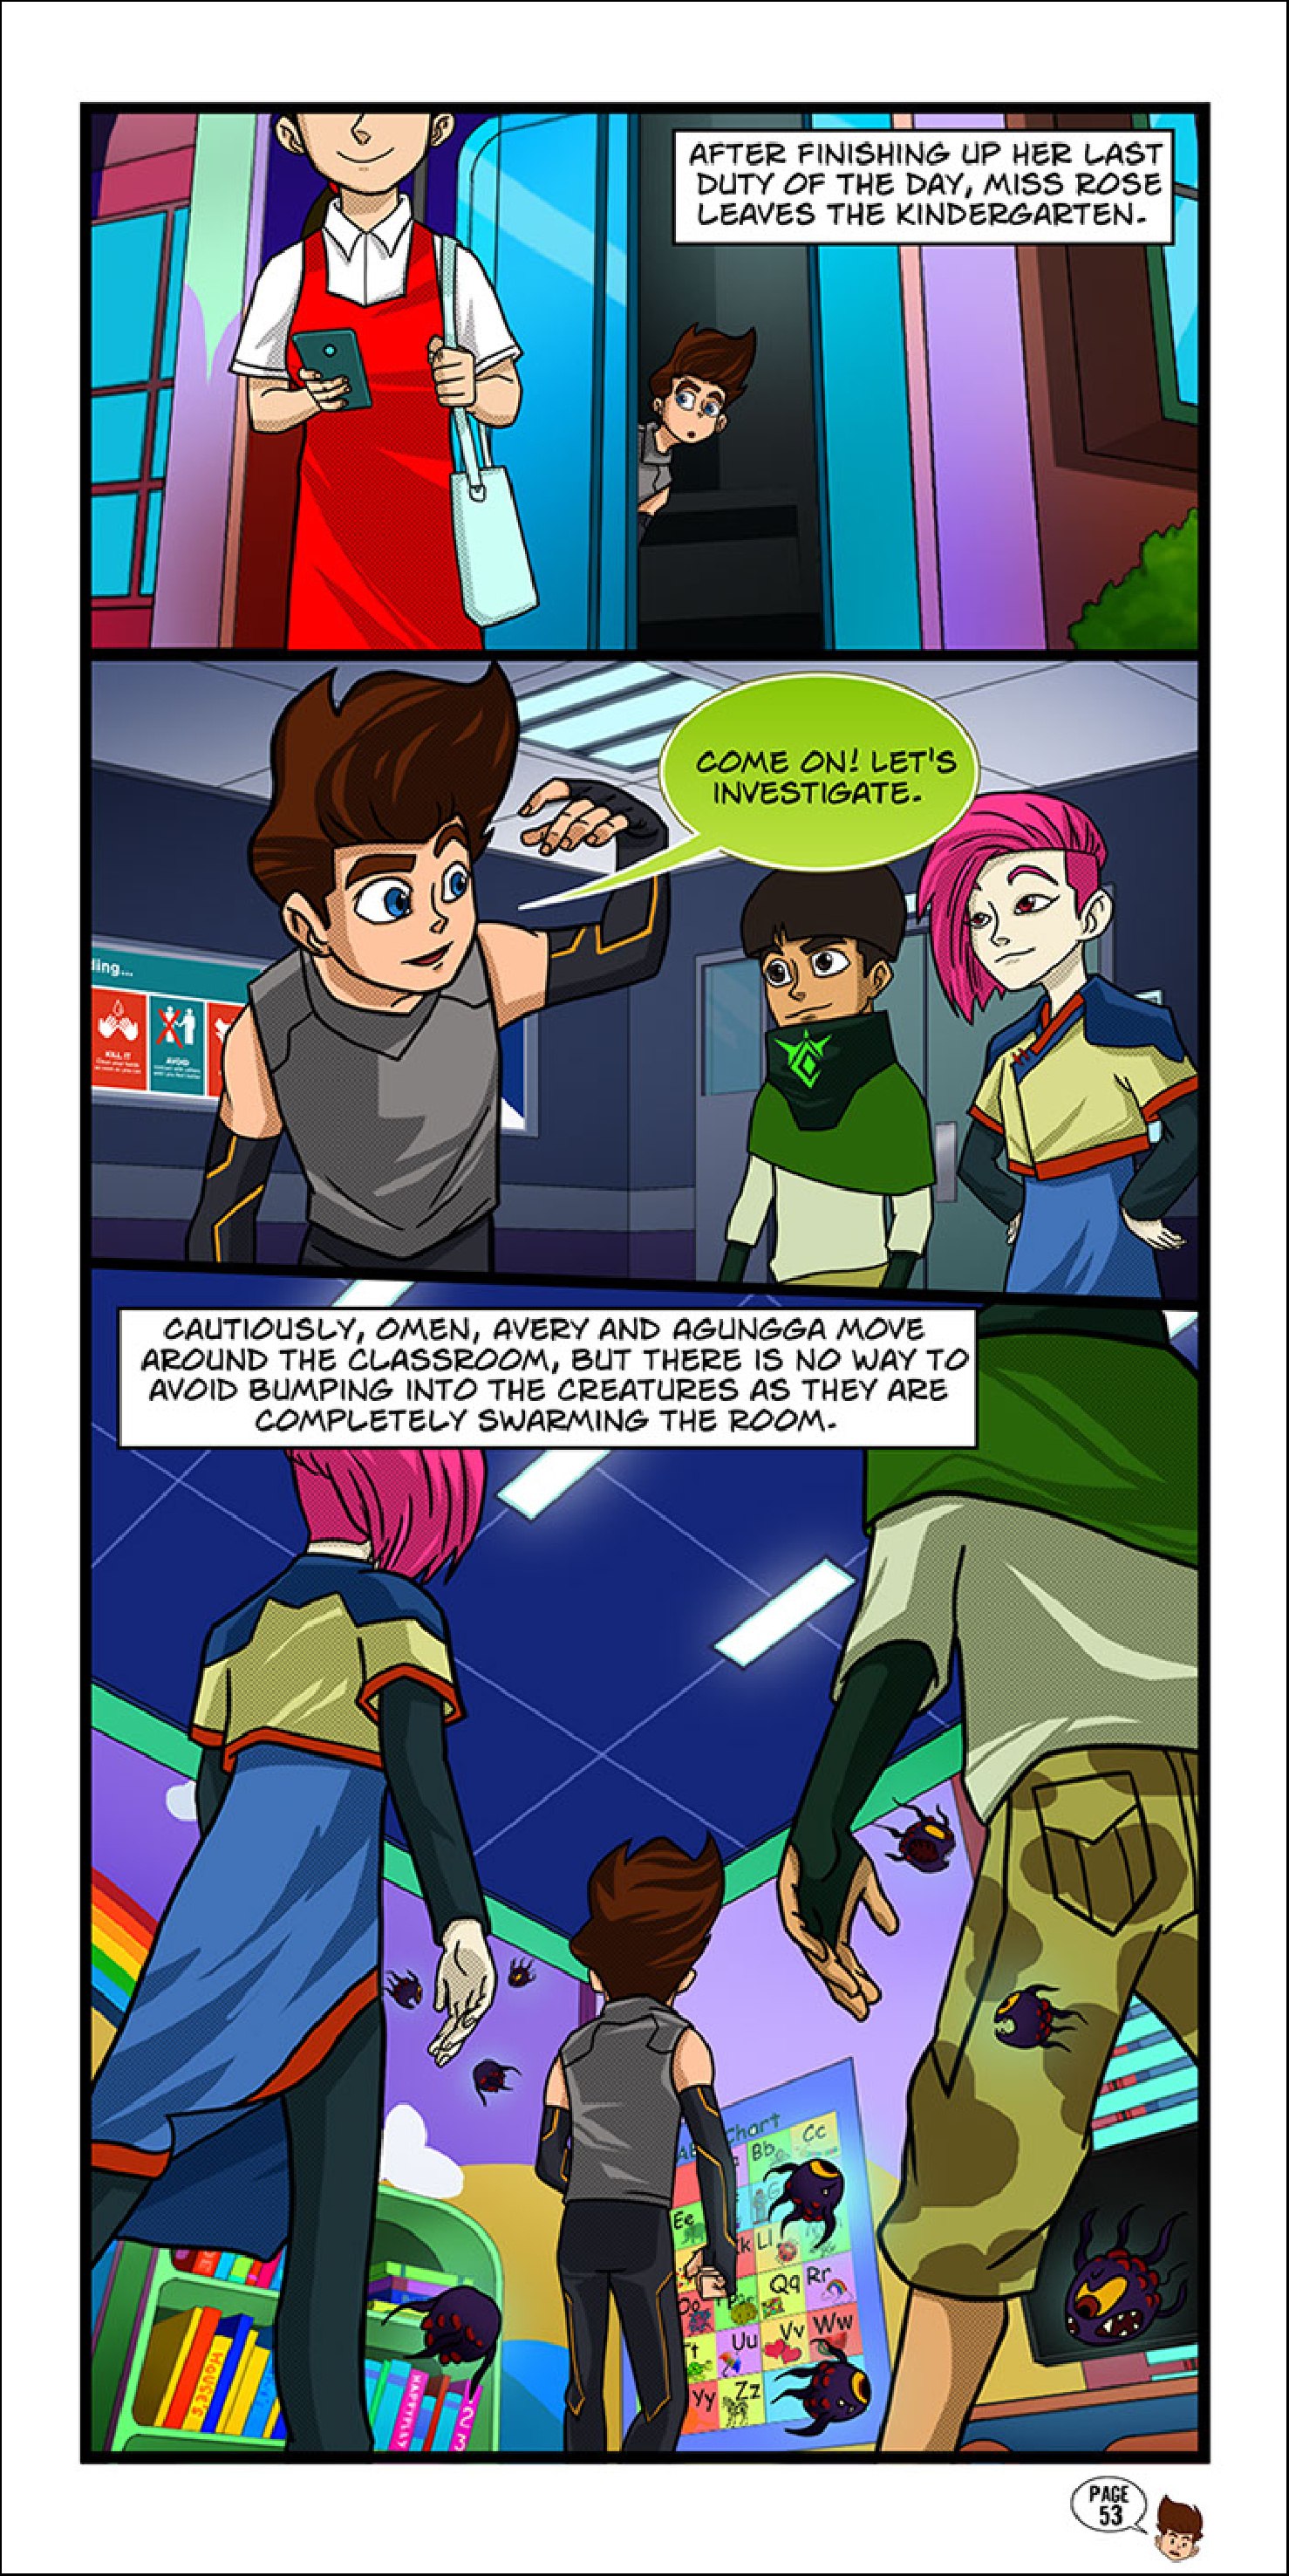 AFTER FINISHING UP HER LAST
DUTY OF THE DAY, MISS ROSE
LEAVES THE KINDERGARTEN.
COME ON! LET'S
INVESTIGATE.
ding...
KILL IT
AVOID
CAUTIOUSLY, OMEN, AVERY AND AGUNGGA MOVE
AROUND THE CLASSROOM, BUT THERE IS NO WAY TO
AVOID BUMPING INTO THE CREATURES AS THEY ARE
COMPLETELY SWARMING THE ROOM.
Chart
Bb Cc
Ee
Ll
Qq Rr
Uu Vv Ww
Yy Zz
HOUSE'S
HAPPYPLAY
PAGE
53